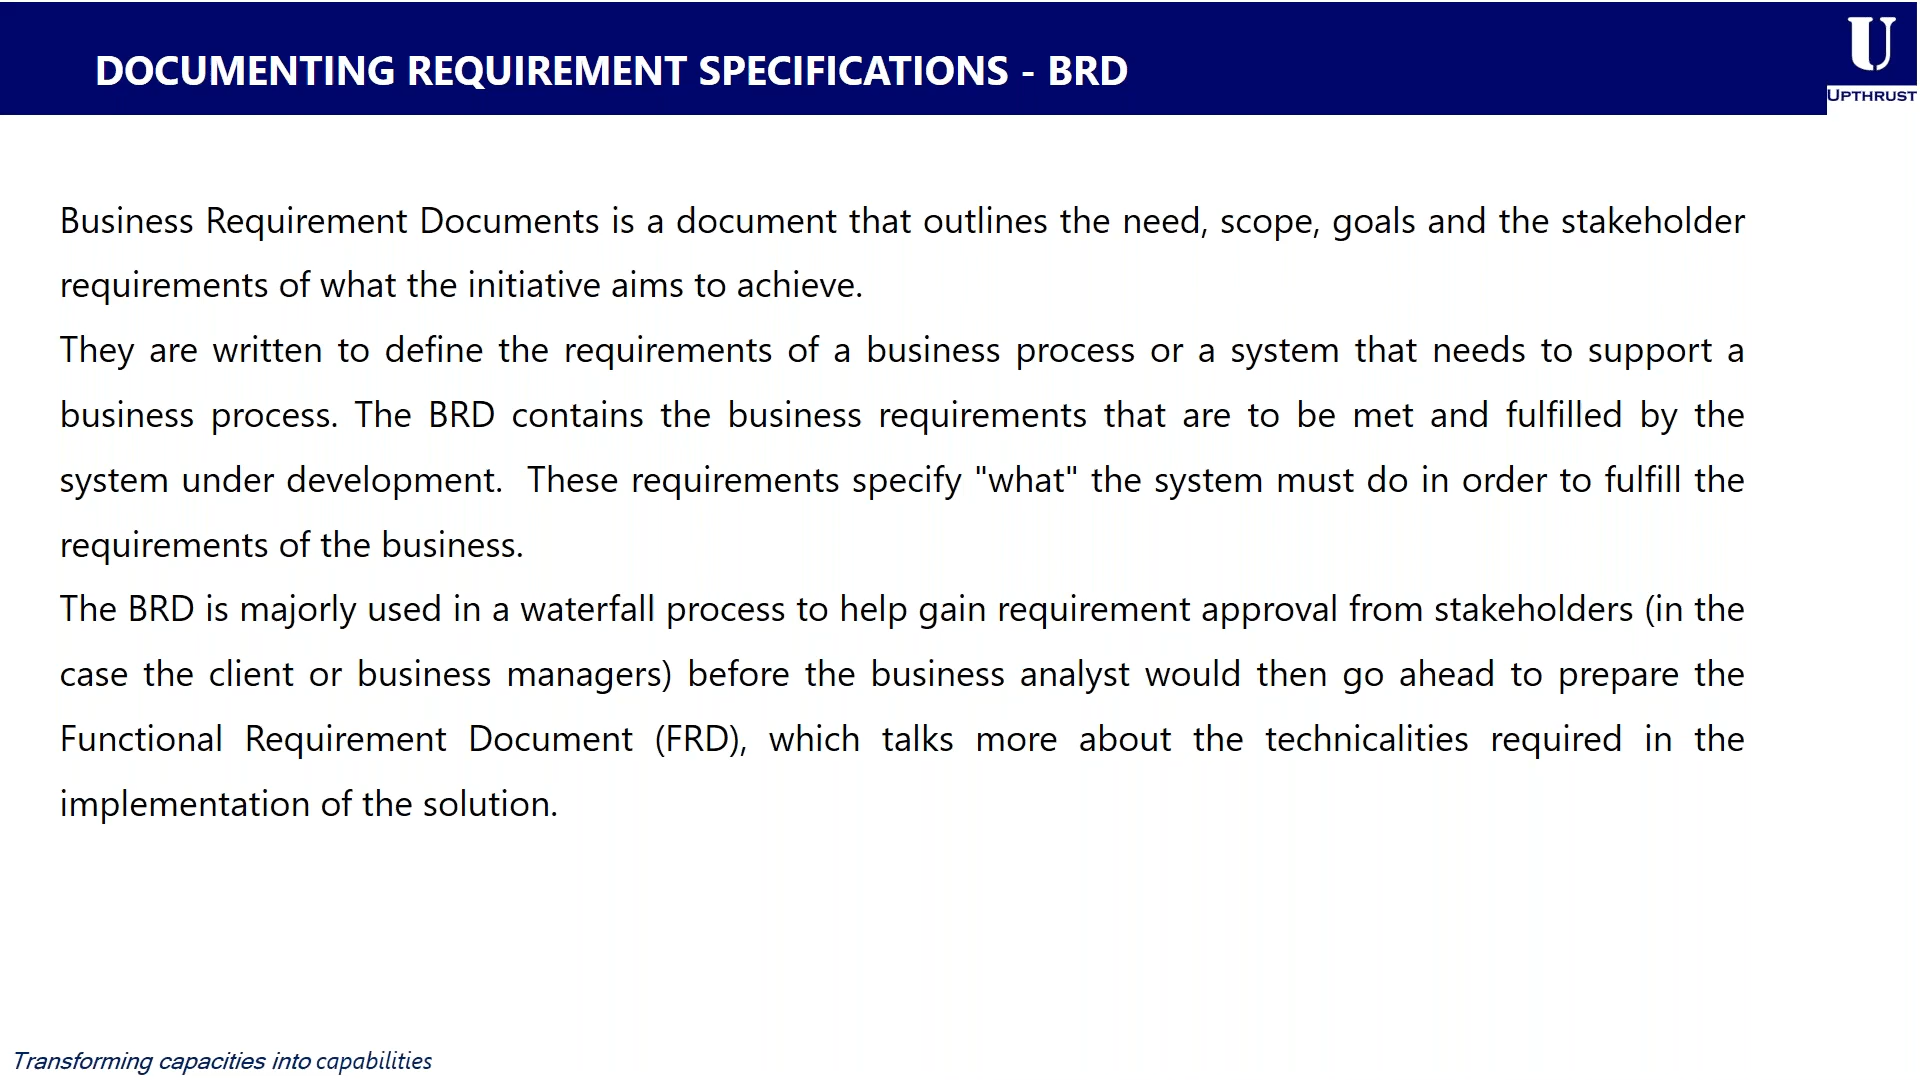 DOCUMENTING REQUIREMENT SPECIFICATIONS - BRD
U
UPTHRUST
Business Requirement Documents is a document that outlines the need, scope, goals and the stakeholder
requirements of what the initiative aims to achieve.
They are written to define the requirements of a business process or a system that needs to support a
business process. The BRD contains the business requirements that are to be met and fulfilled by the
system under development.  These requirements specify "what" the system must do in order to fulfill the
requirements of the business.
The BRD is majorly used in a waterfall process to help gain requirement approval from stakeholders (in the
case the client or business managers) before the business analyst would then go ahead to prepare the
Functional Requirement Document (FRD), which talks more about the technicalities required in the
implementation of the solution.
Transforming capacities into capabilities